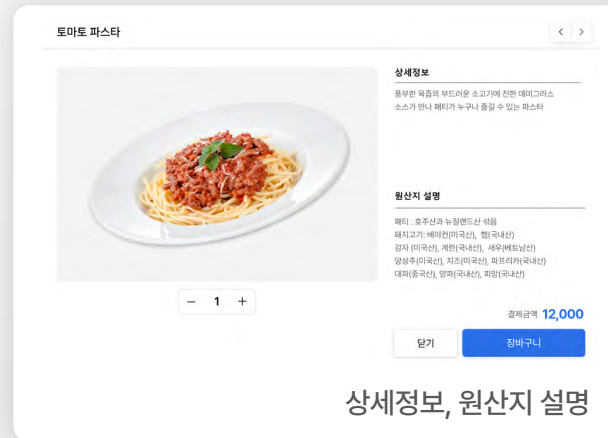 토마토 파스타
상세정보
풍부한 육즙의 부드러운 소고기에 진한 데미그라스
소스가 만나 패티가 누구나 즐길 수 있는 파스타
원산지 설명
패티 : 호주산과 뉴질랜드산 섞음
돼지고기: 베이컨(미국산), 햄(국내산)
감자 (미국산), 계란(국내산), 새우(베트남산)
양상추(미국산), 치즈(미국산), 파프리카(국내산)
대파(중국산), 양파(국내산), 피망(국내산)
− 1 +
결제금액 12,000
닫기
장바구니
상세정보, 원산지 설명